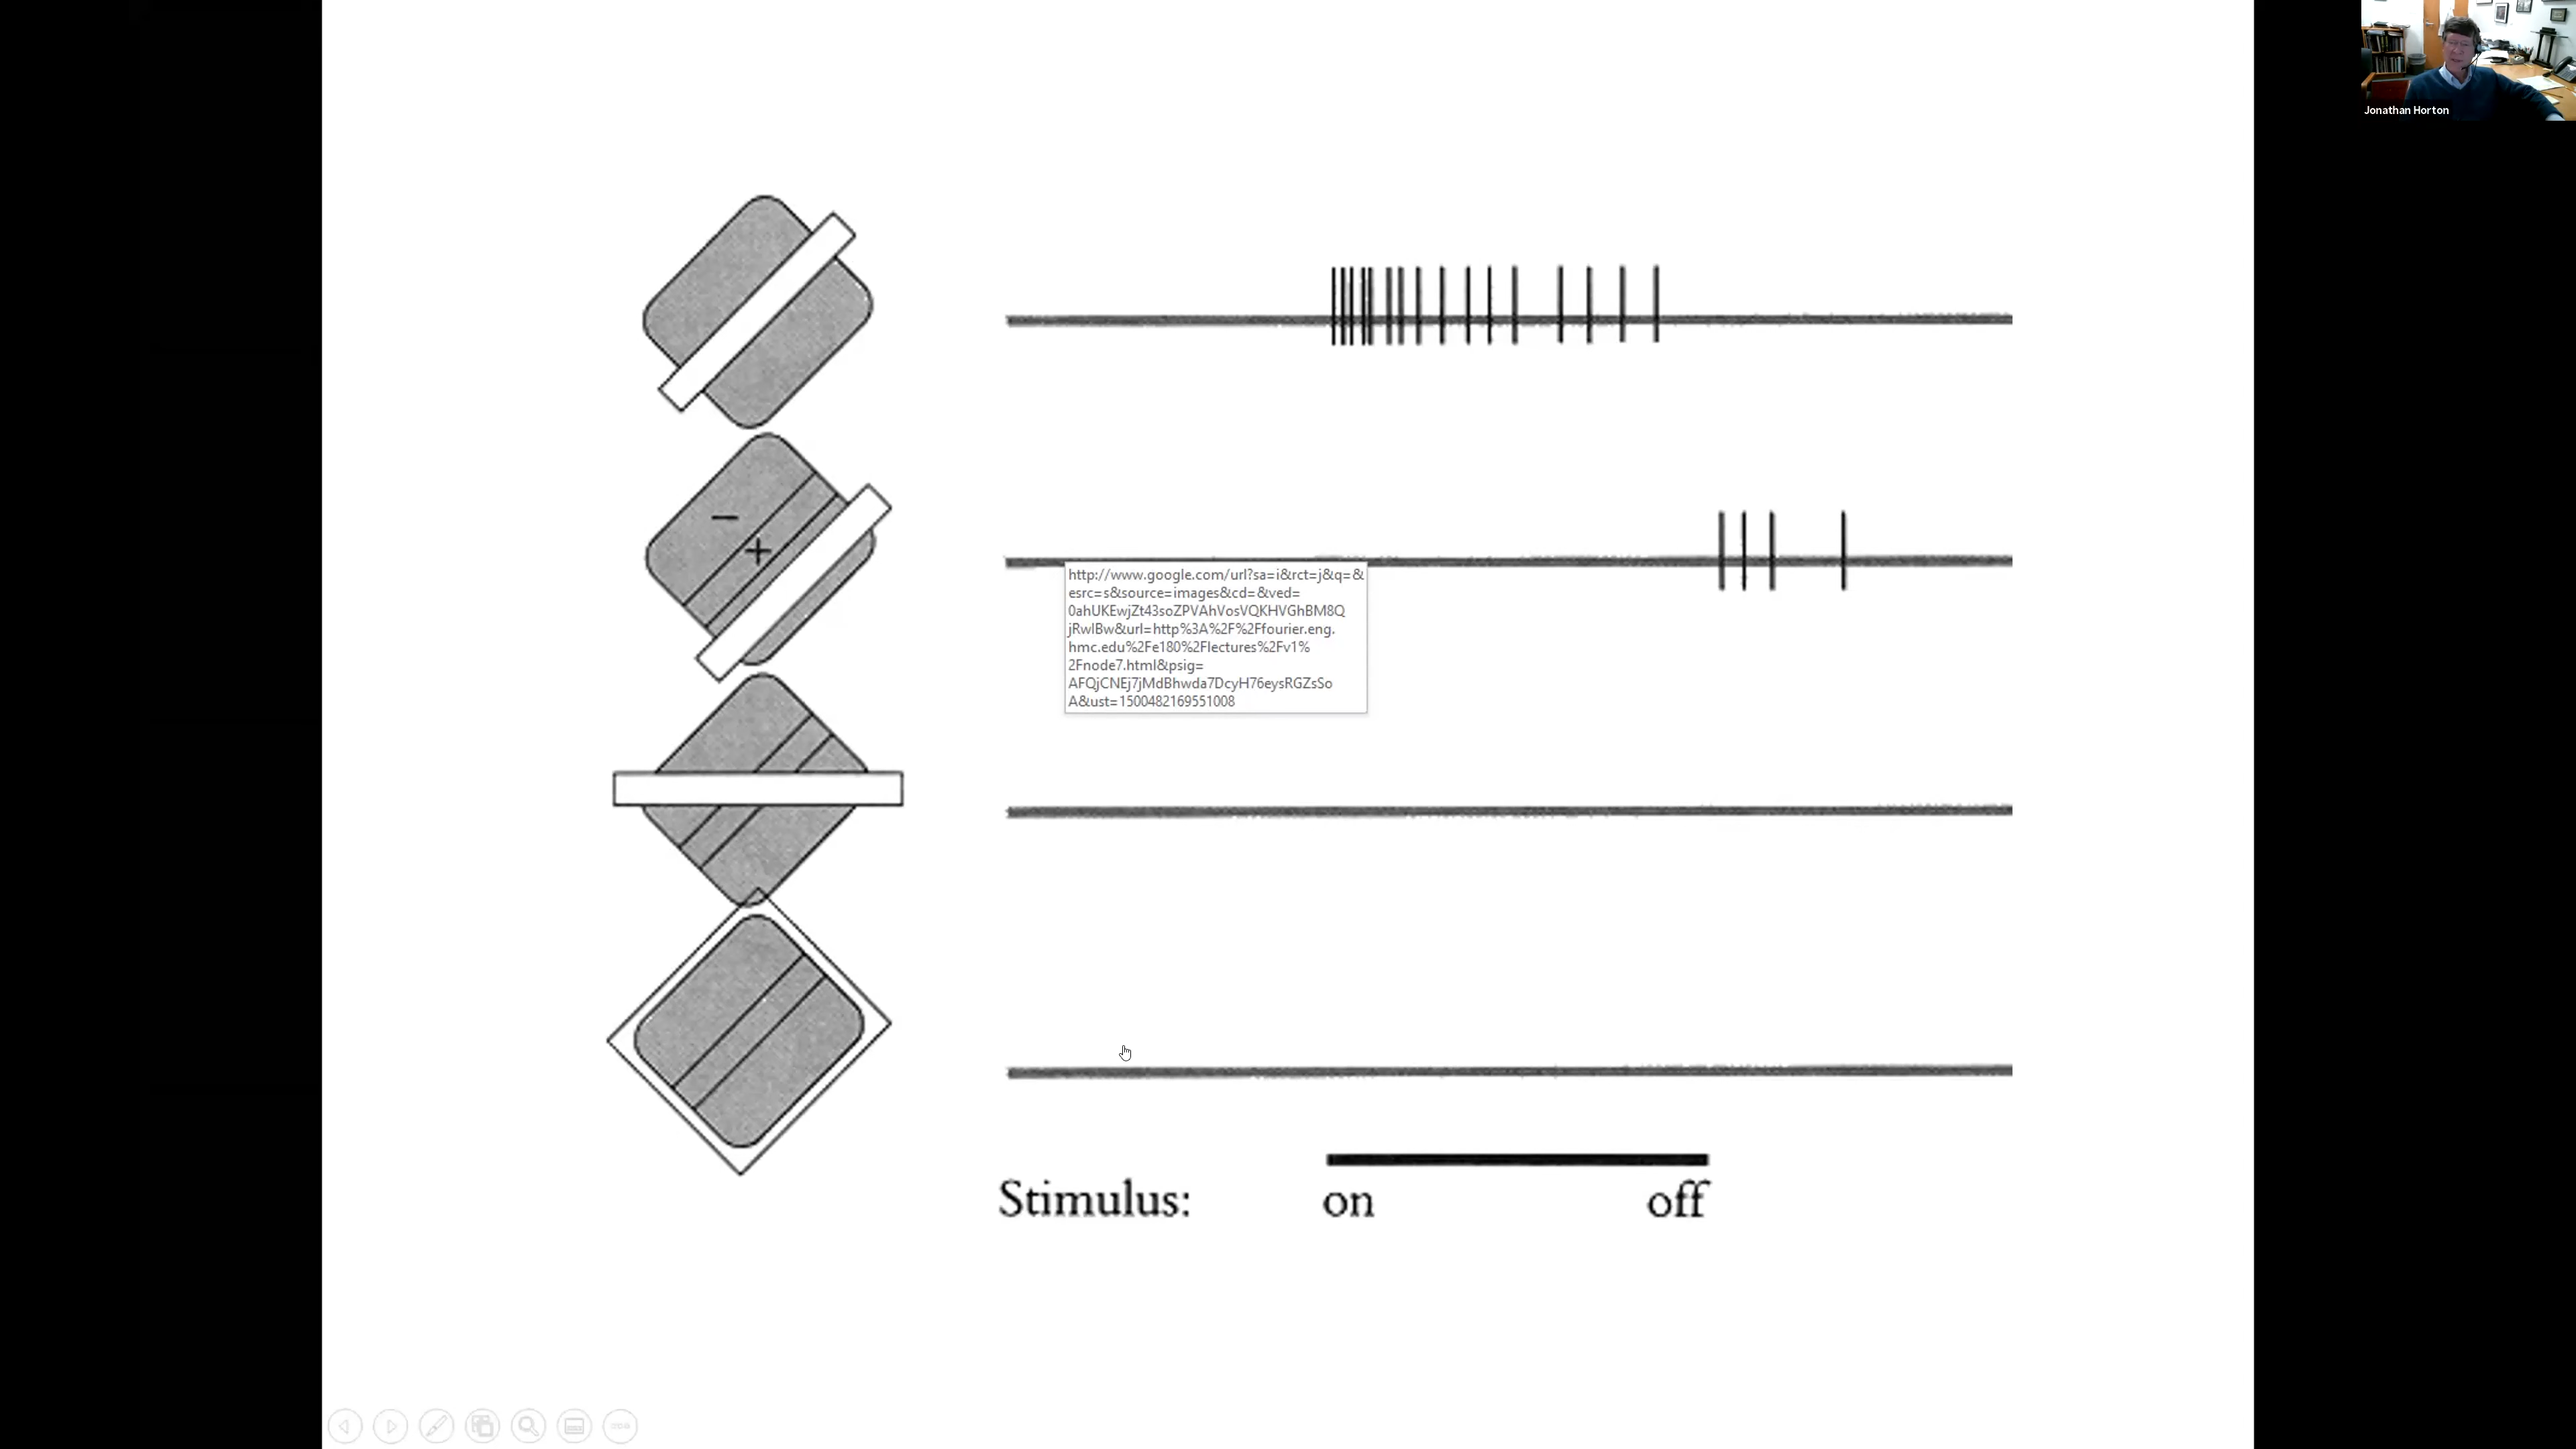 Jonathan Horton
−
+
http://www.google.com/url?sa=i&rct=j&q=&
esrc=s&source=images&cd=&ved=
0ahUKEwjZt43soZPVAhVosVQKHVGhBM8Q
jRwIBw&url=http%3A%2F%2Ffourier.eng.
hmc.edu%2Fe180%2Flectures%2Fv1%
2Fnode7.html&psig=
AFQjCNEj7jMdBhwda7DcyH76eysRGZsSo
A&ust=1500482169551008
Stimulus: on off